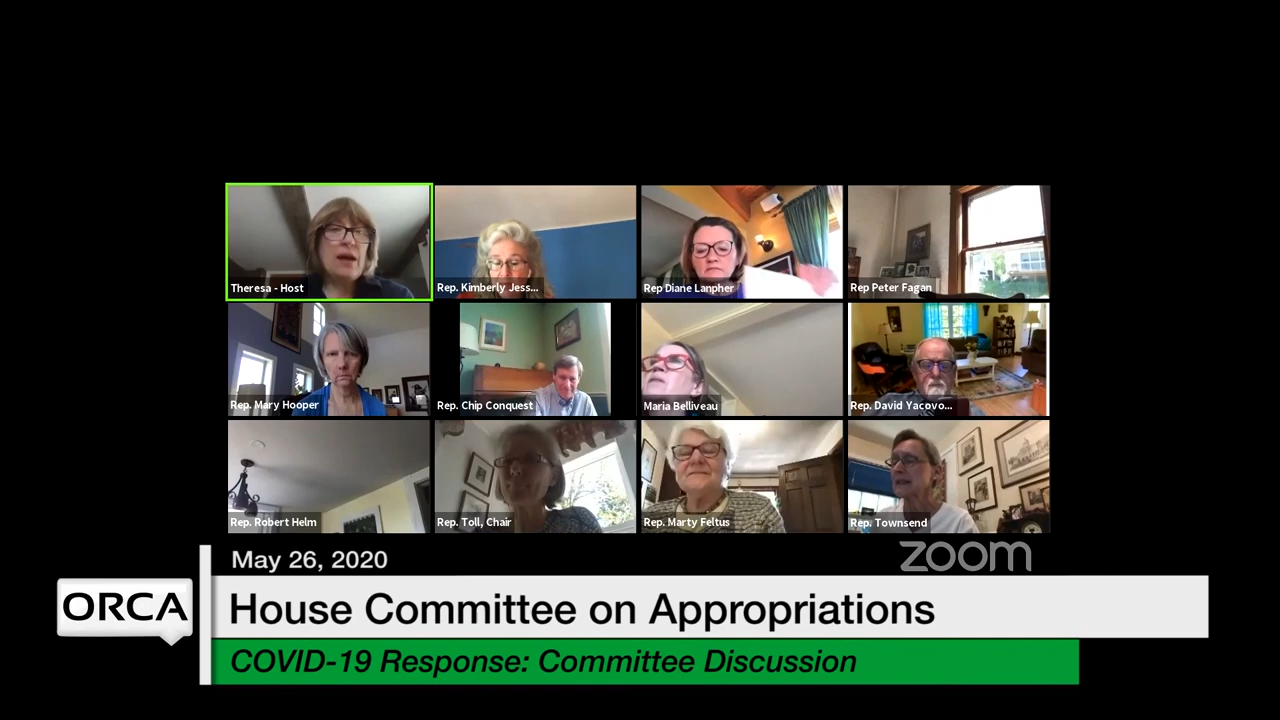 Theresa - Host
Rep. Kimberly Jess...
Rep Diane Lanpher
Rep Peter Fagan
Rep. Mary Hooper
Rep. Chip Conquest
Maria Belliveau
Rep. David Yacovo...
Rep. Robert Helm
Rep. Toll, Chair
Rep. Marty Feltus
Rep. Townsend
zoom
May 26, 2020
ORCA
House Committee on Appropriations
COVID-19 Response: Committee Discussion